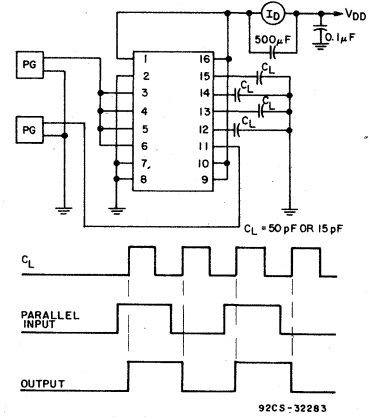 I_D
V_DD
0.1µF
500µF
PG
PG
1
2
3
4
5
6
7
8
16
15
14
13
12
11
10
9
C_L
C_L
C_L
C_L
C_L = 50 pF OR 15 pF
C_L
PARALLEL
INPUT
OUTPUT
92CS-32283